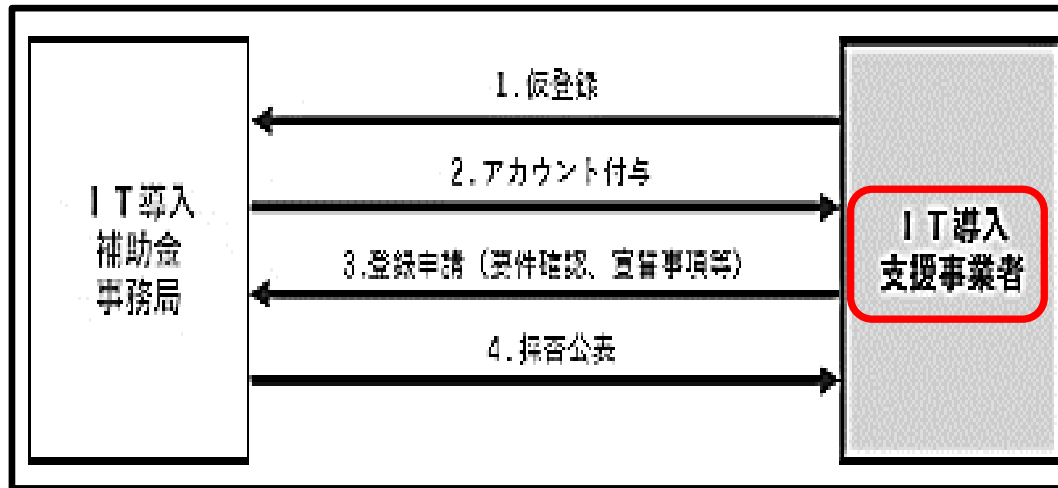 1.仮登録
2.アカウント付与
IT導入
補助金
事務局
3.登録申請（要件確認、宣誓事項等）
4.採否公表
IT導入
支援事業者